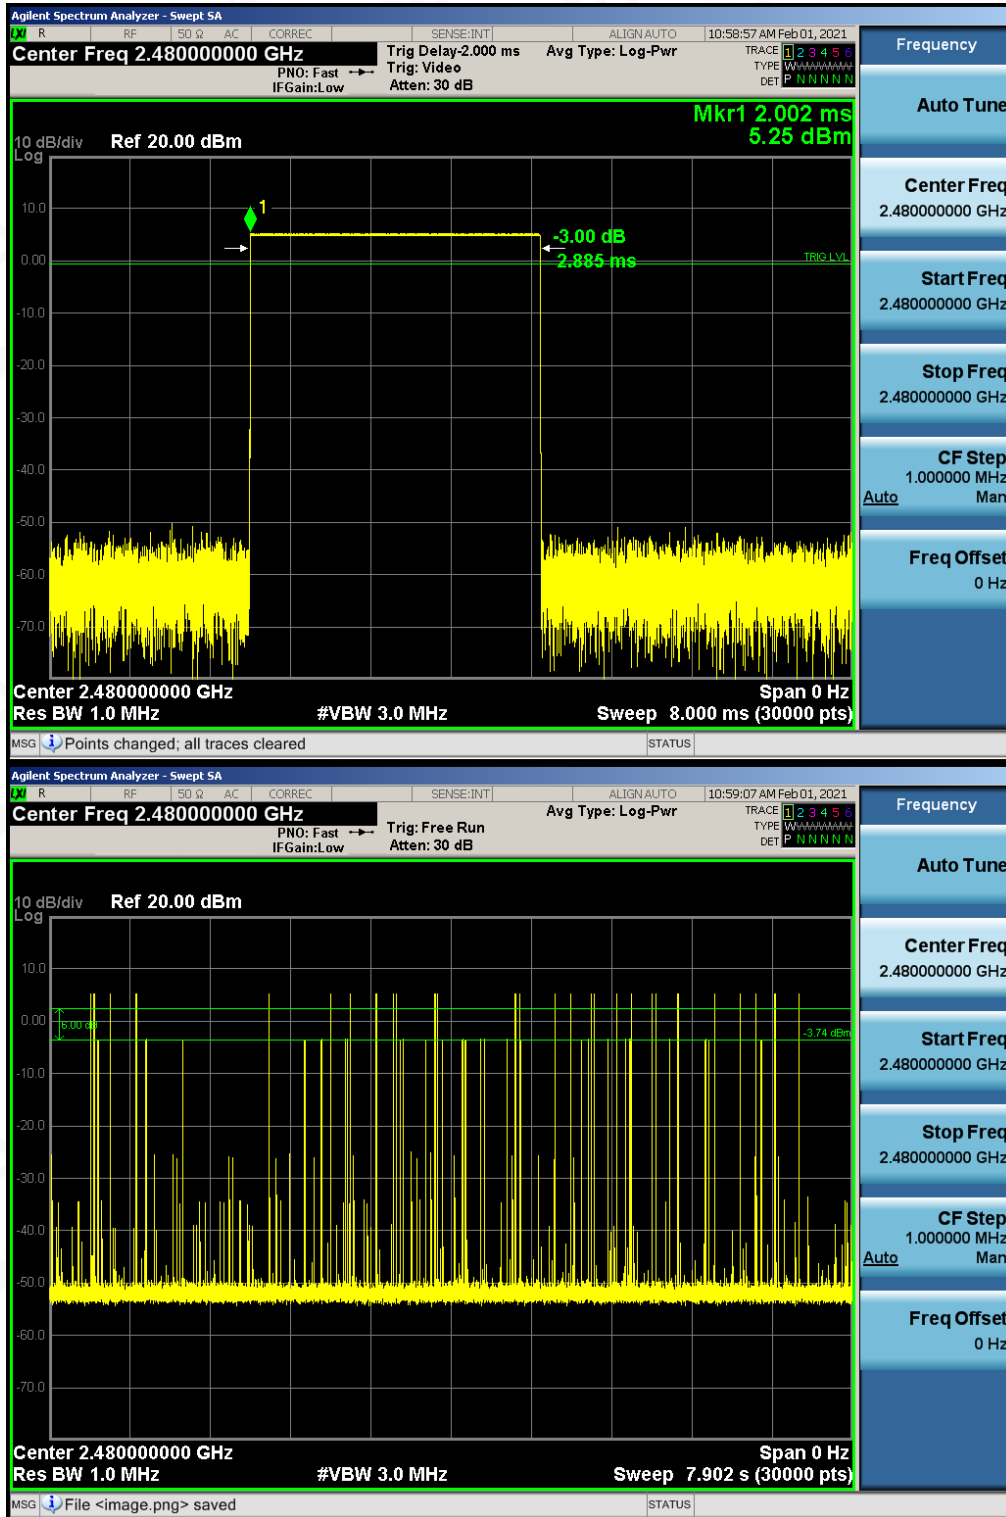 Agilent Spectrum Analyzer - Swept SA
LXI R RF 50 Ω AC CORREC SENSE:INT ALIGN AUTO 10:58:57 AM Feb 01, 2021
Center Freq 2.480000000 GHz
Trig Delay-2.000 ms Avg Type: Log-Pwr TRACE 1 2 3 4 5 6
PNO: Fast Trig: Video TYPE W
IFGain:Low Atten: 30 dB DET P N N N N N
Mkr1 2.002 ms
5.25 dBm
10 dB/div Ref 20.00 dBm
Log
10.0
1
-3.00 dB
2.885 ms
0.00
TRIG LVL
-10.0
-20.0
-30.0
-40.0
-50.0
-60.0
-70.0
Center 2.480000000 GHz Span 0 Hz
Res BW 1.0 MHz #VBW 3.0 MHz Sweep 8.000 ms (30000 pts)
MSG Points changed; all traces cleared STATUS
Frequency
Auto Tune
Center Freq
2.480000000 GHz
Start Freq
2.480000000 GHz
Stop Freq
2.480000000 GHz
CF Step
1.000000 MHz
Auto Man
Freq Offset
0 Hz
Agilent Spectrum Analyzer - Swept SA
LXI R RF 50 Ω AC CORREC SENSE:INT ALIGN AUTO 10:59:07 AM Feb 01, 2021
Center Freq 2.480000000 GHz
Avg Type: Log-Pwr TRACE 1 2 3 4 5 6
PNO: Fast Trig: Free Run TYPE W
IFGain:Low Atten: 30 dB DET P N N N N N
10 dB/div Ref 20.00 dBm
Log
10.0
0.00
6.00 dB
-3.74 dBm
-10.0
-20.0
-30.0
-40.0
-50.0
-60.0
-70.0
Center 2.480000000 GHz Span 0 Hz
Res BW 1.0 MHz #VBW 3.0 MHz Sweep 7.902 s (30000 pts)
MSG File <image.png> saved STATUS
Frequency
Auto Tune
Center Freq
2.480000000 GHz
Start Freq
2.480000000 GHz
Stop Freq
2.480000000 GHz
CF Step
1.000000 MHz
Auto Man
Freq Offset
0 Hz